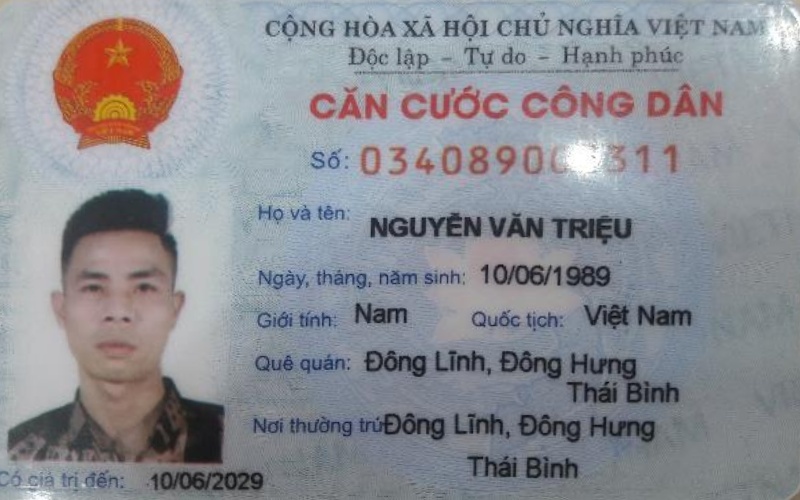 CỘNG HÒA XÃ HỘI CHỦ NGHĨA VIỆT NAM
Độc lập - Tự do - Hạnh phúc
CĂN CƯỚC CÔNG DÂN
Số:
Họ và tên: NGUYỄN VĂN TRIỆU
Ngày, tháng, năm sinh: 10/06/1989
Giới tính: Nam Quốc tịch: Việt Nam
Quê quán: Đông Lĩnh, Đông Hưng
Thái Bình
Nơi thường trú: Đông Lĩnh, Đông Hưng
Thái Bình
Có giá trị đến: 10/06/2029